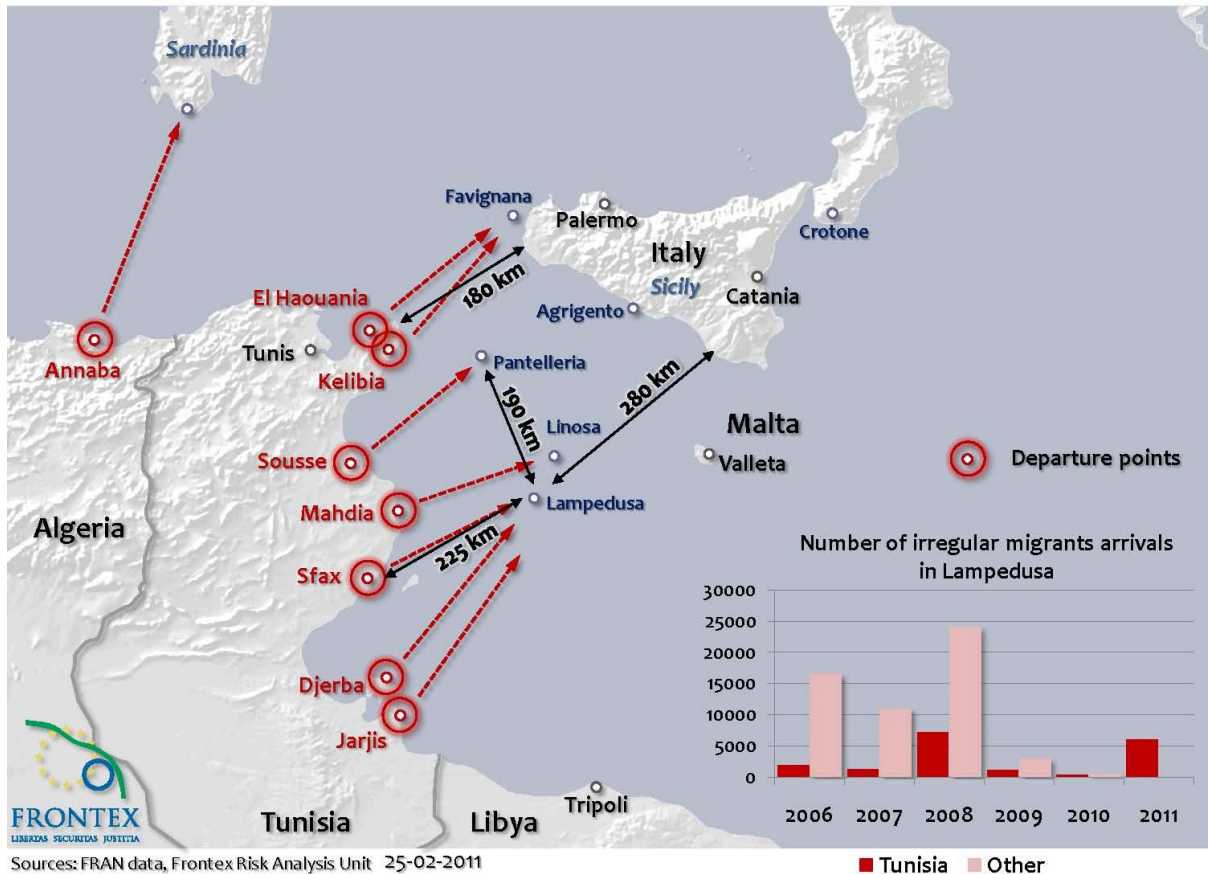 Sardinia
Favignana
Palermo
Italy
Sicily
Crotone
Catania
180 km
El Haouania
Agrigento
Annaba
Tunis
Kelibia
Pantelleria
280 km
190 km
Linosa
Malta
Valleta
Sousse
Departure points
Mahdia
Lampedusa
Algeria
225 km
Sfax
Number of irregular migrants arrivals
in Lampedusa
30000
25000
20000
15000
10000
5000
0
2006 2007 2008 2009 2010 2011
Tunisia Other
Djerba
Jarjis
Tripoli
Tunisia
Libya
FRONTEX
LIBERTAS SECURITAS JUSTITIA
Sources: FRAN data, Frontex Risk Analysis Unit 25-02-2011